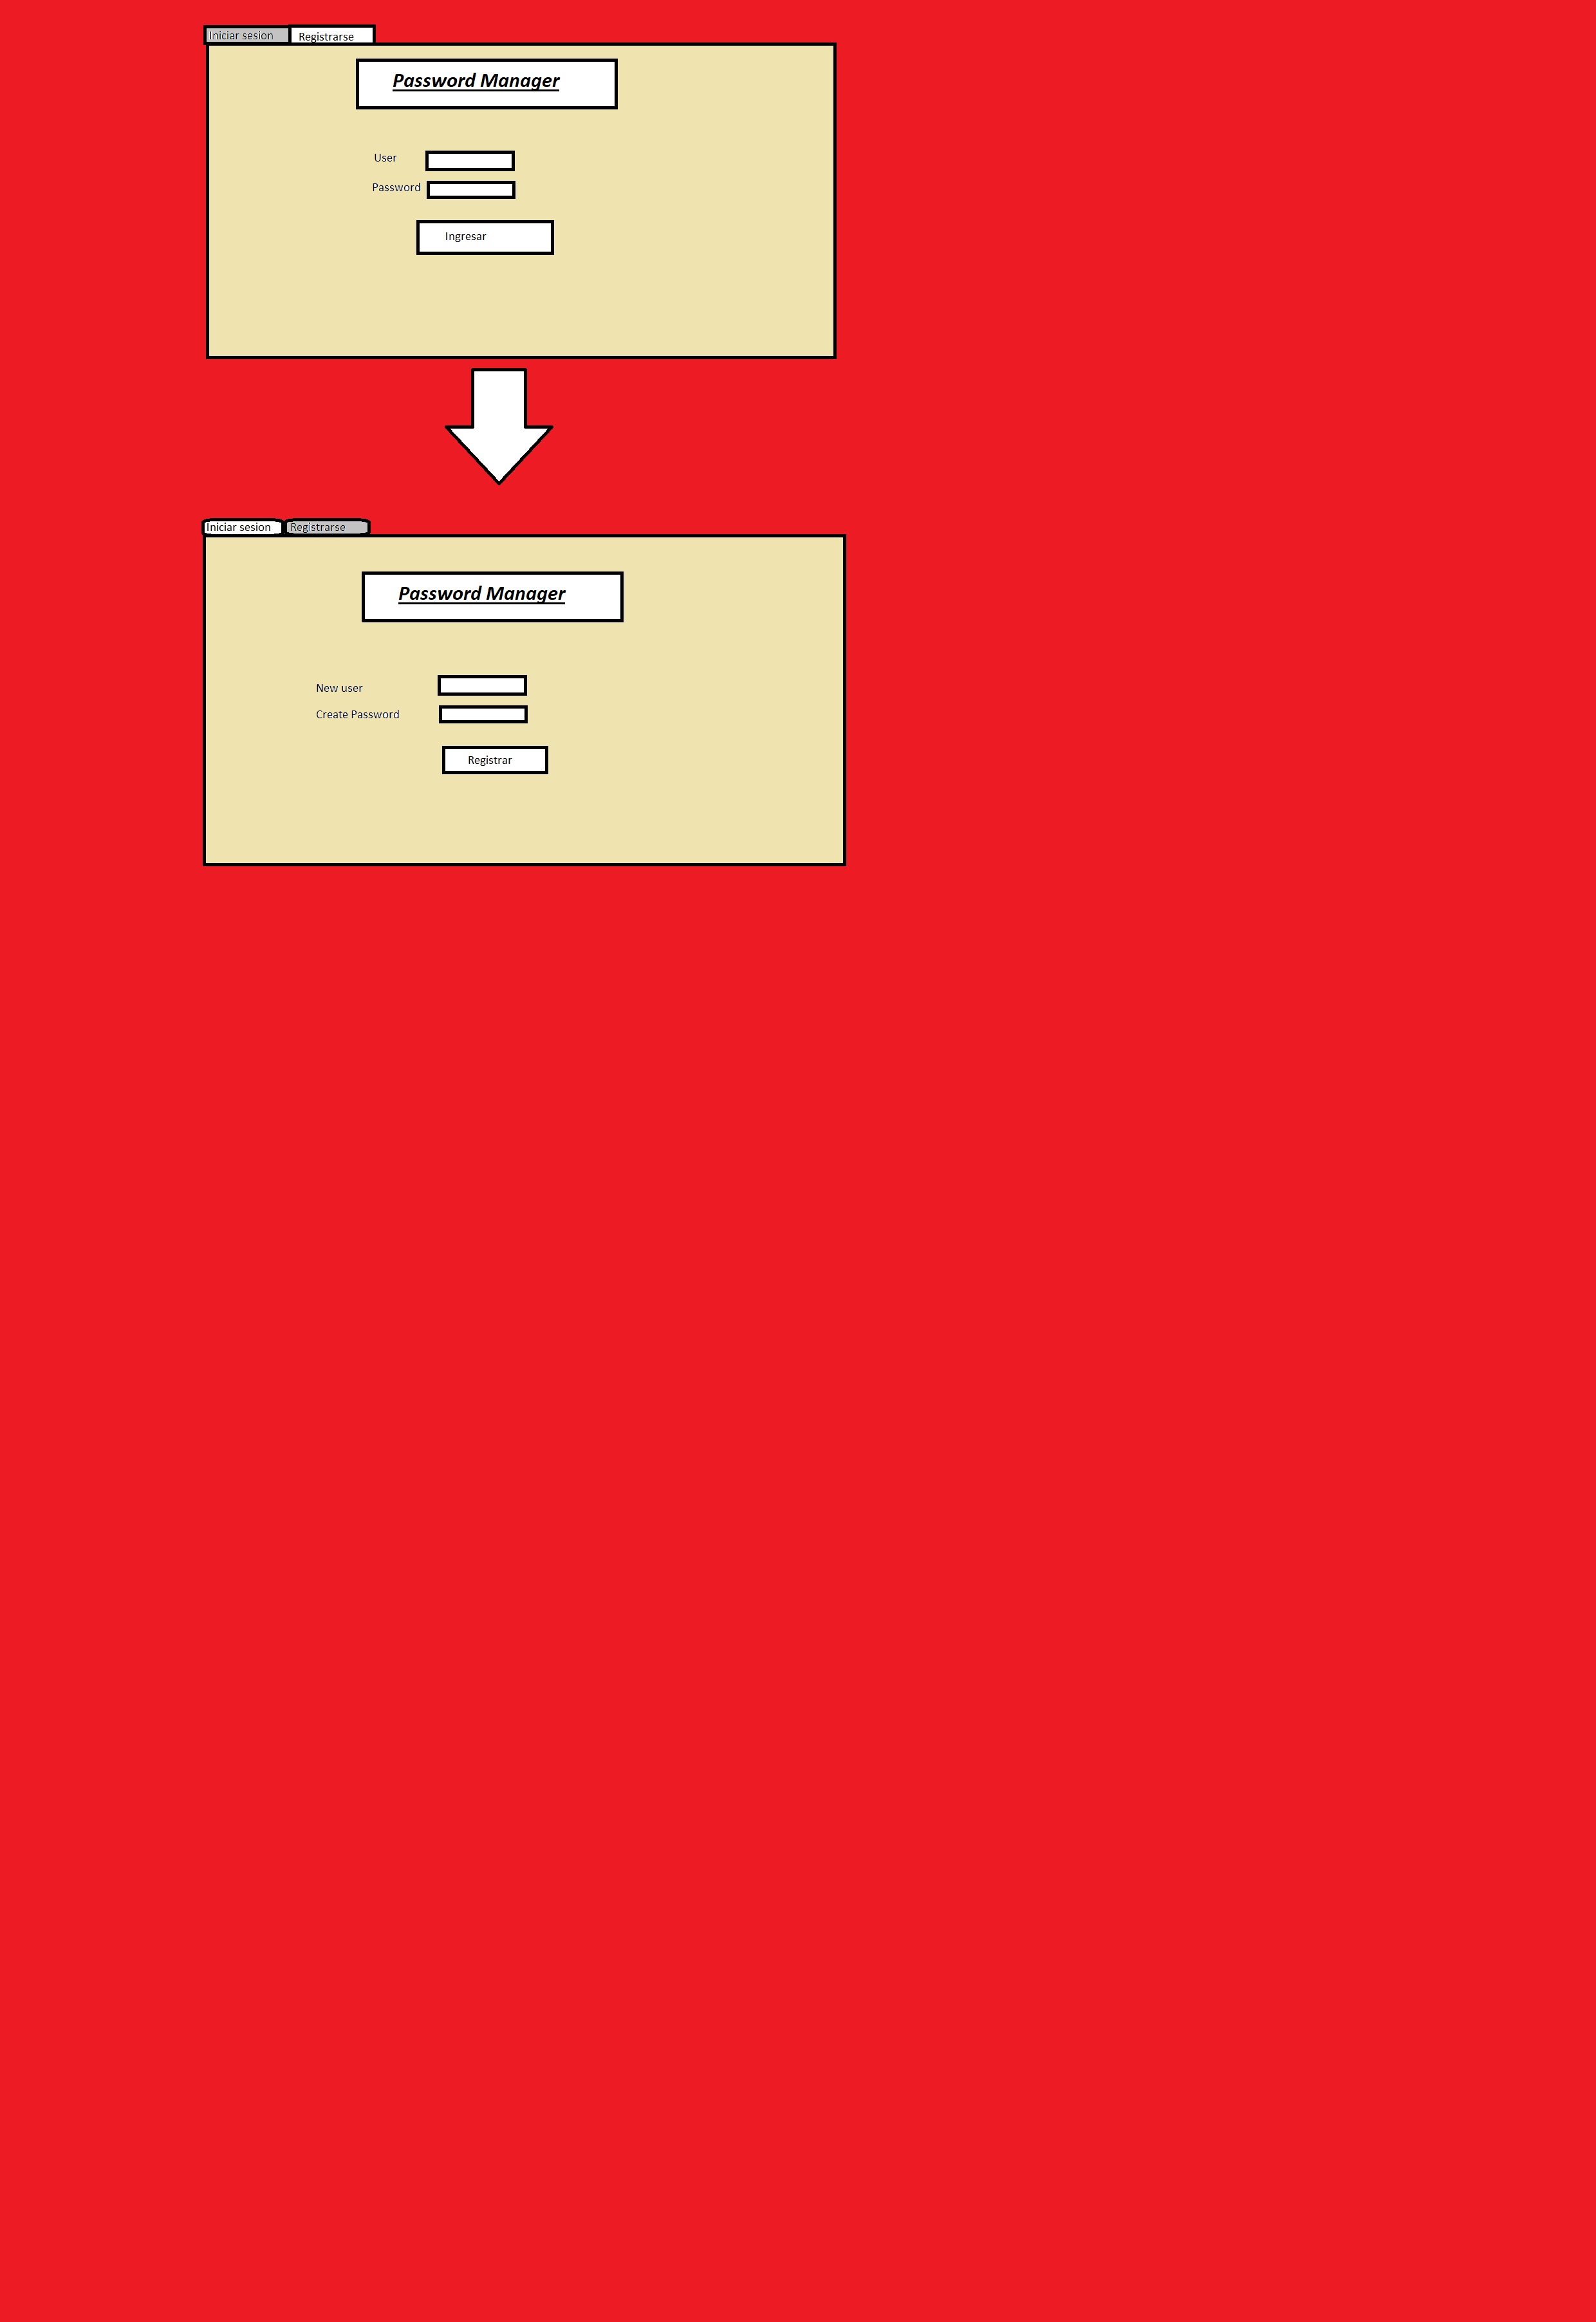 Iniciar sesion
Registrarse
Password Manager
User
Password
Ingresar
Iniciar sesion
Registrarse
Password Manager
New user
Create Password
Registrar